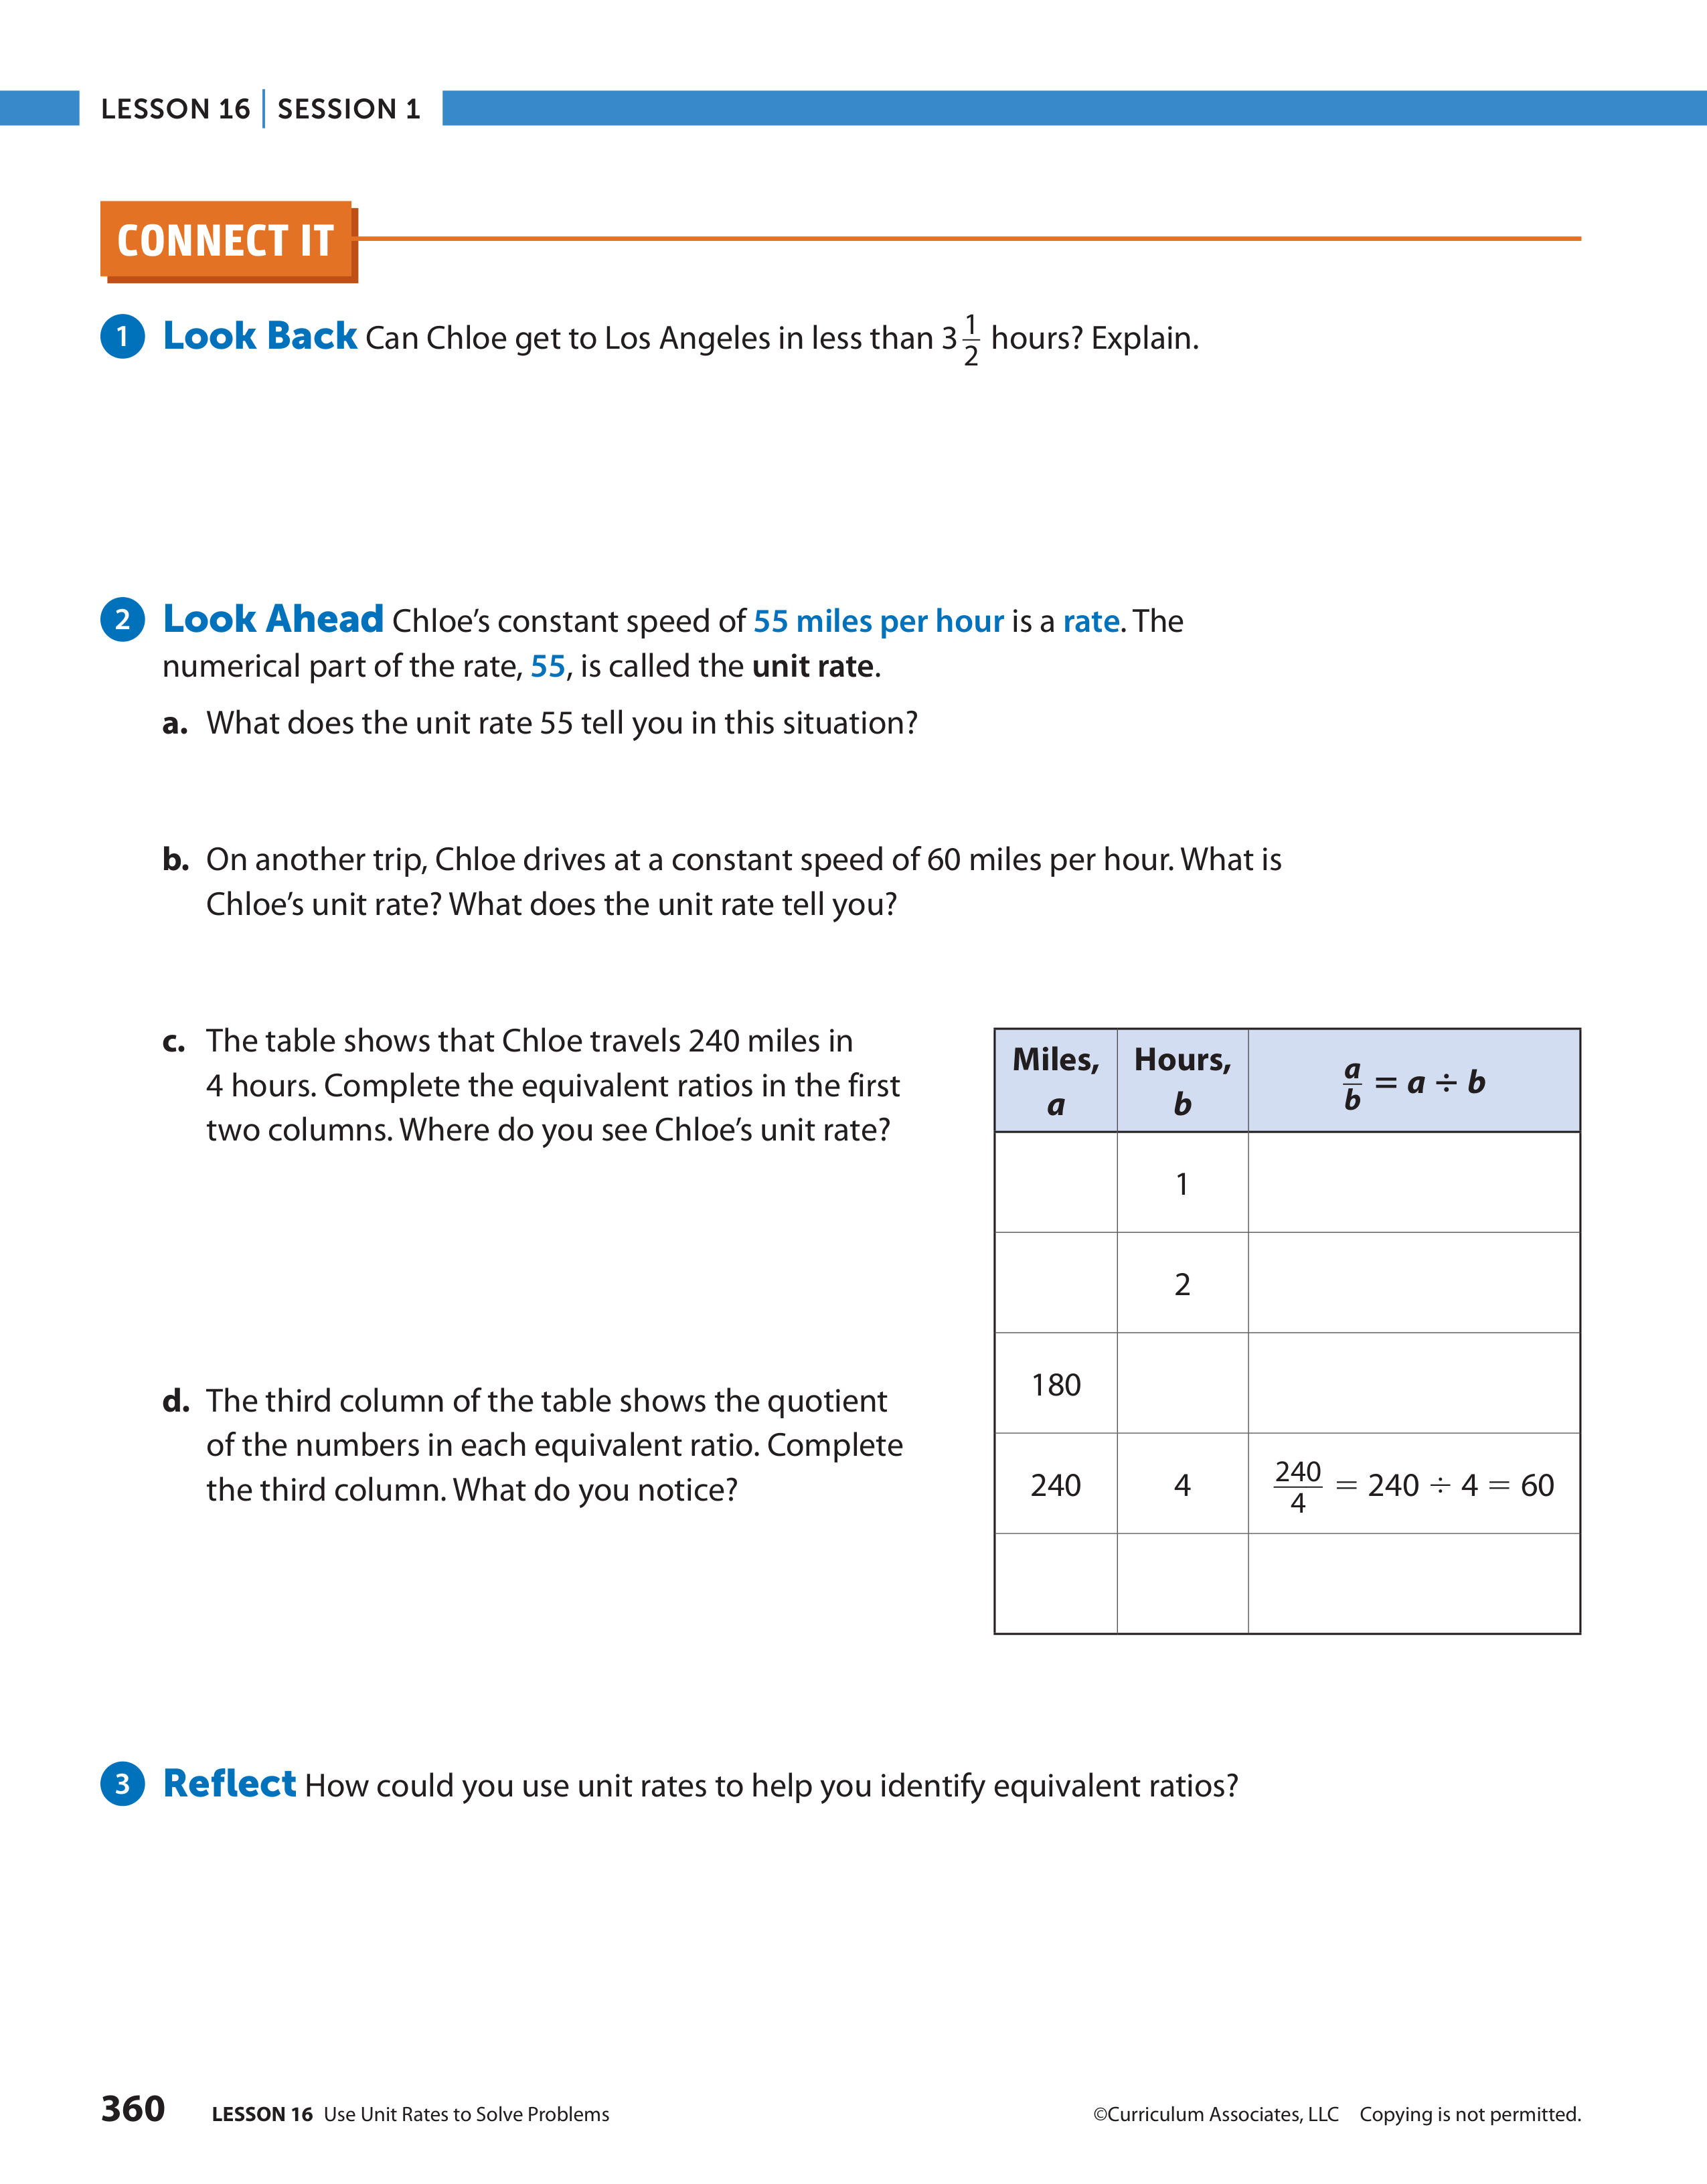 LESSON 16 | SESSION 1
CONNECT IT
1 Look Back Can Chloe get to Los Angeles in less than 3 1/2 hours? Explain.
2 Look Ahead Chloe’s constant speed of 55 miles per hour is a rate. The
numerical part of the rate, 55, is called the unit rate.
a. What does the unit rate 55 tell you in this situation?
b. On another trip, Chloe drives at a constant speed of 60 miles per hour. What is
Chloe’s unit rate? What does the unit rate tell you?
c. The table shows that Chloe travels 240 miles in
4 hours. Complete the equivalent ratios in the first
two columns. Where do you see Chloe’s unit rate?
d. The third column of the table shows the quotient
of the numbers in each equivalent ratio. Complete
the third column. What do you notice?
Miles, a | Hours, b | a/b = a ÷ b
1
2
180
240 | 4 | 240/4 = 240 ÷ 4 = 60
3 Reflect How could you use unit rates to help you identify equivalent ratios?
360 LESSON 16 Use Unit Rates to Solve Problems ©Curriculum Associates, LLC Copying is not permitted.